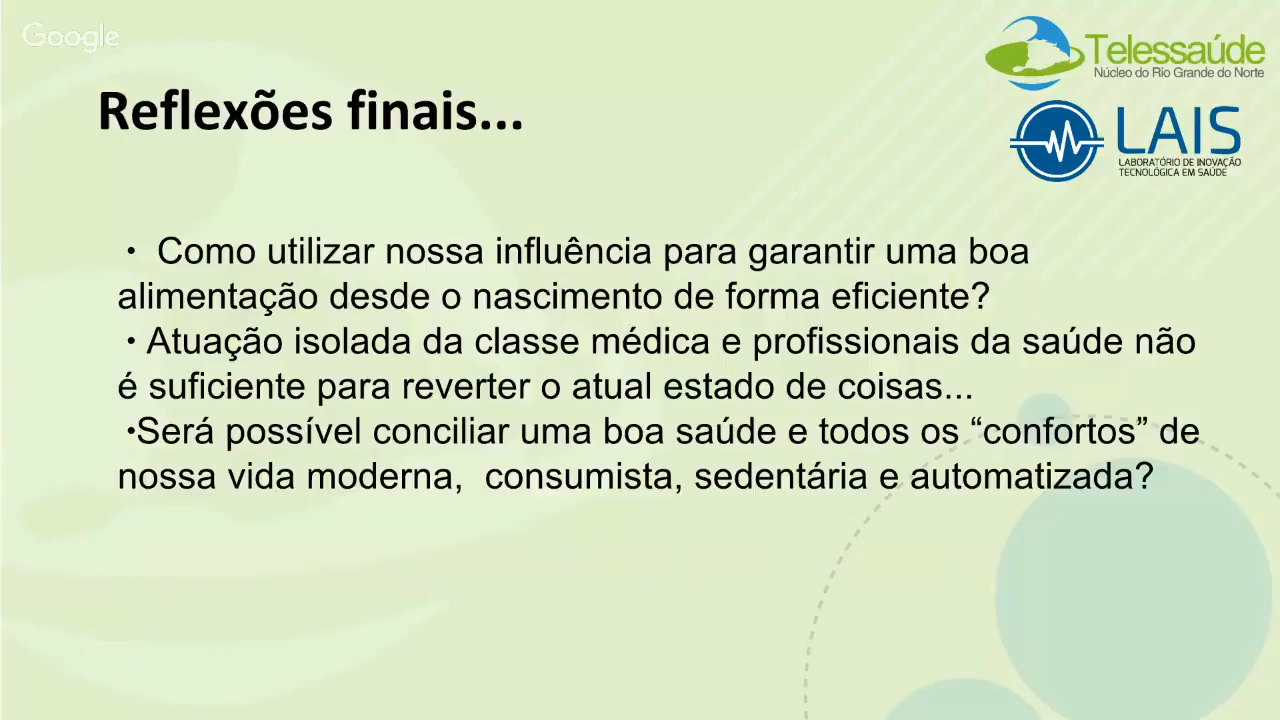 Google
Telessaúde
Núcleo do Rio Grande do Norte
LAIS
LABORATÓRIO DE INOVAÇÃO
TECNOLÓGICA EM SAÚDE
Reflexões finais...
• Como utilizar nossa influência para garantir uma boa
alimentação desde o nascimento de forma eficiente?
• Atuação isolada da classe médica e profissionais da saúde não
é suficiente para reverter o atual estado de coisas...
•Será possível conciliar uma boa saúde e todos os “confortos” de
nossa vida moderna, consumista, sedentária e automatizada?